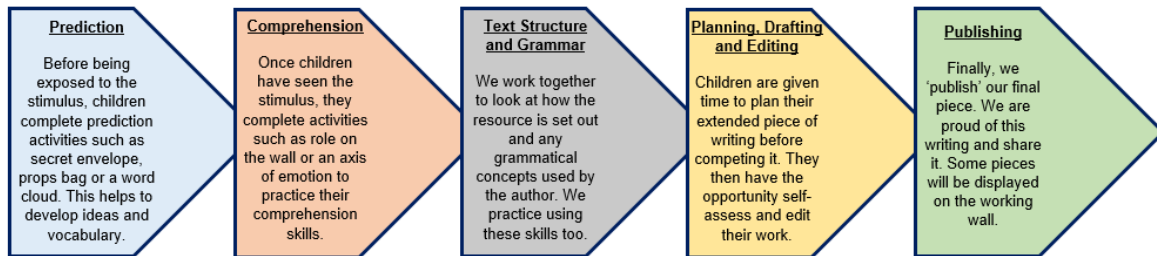 Prediction
Before being
exposed to the
stimulus, children
complete prediction
activities such as
secret envelope,
props bag or a word
cloud. This helps to
develop ideas and
vocabulary.
Comprehension
Once children
have seen the
stimulus, they
complete activities
such as role on
the wall or an axis
of emotion to
practice their
comprehension
skills.
Text Structure
and Grammar
We work together
to look at how the
resource is set out
and any
grammatical
concepts used by
the author. We
practice using
these skills too.
Planning, Drafting
and Editing
Children are given
time to plan their
extended piece of
writing before
competing it. They
then have the
opportunity self-
assess and edit
their work.
Publishing
Finally, we
‘publish’ our final
piece. We are
proud of this
writing and share
it. Some pieces
will be displayed
on the working
wall.